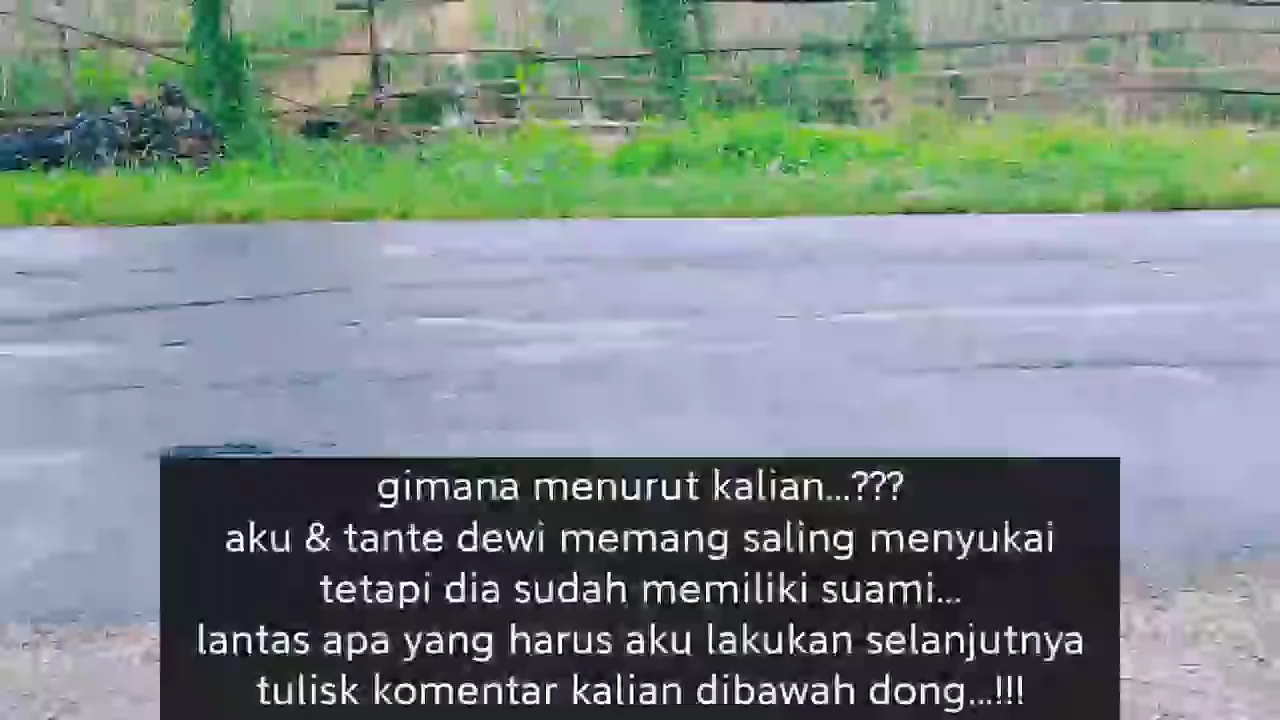 gimana menurut kalian...???
aku & tante dewi memang saling menyukai
tetapi dia sudah memiliki suami...
lantas apa yang harus aku lakukan selanjutnya
tulisk komentar kalian dibawah dong...!!!